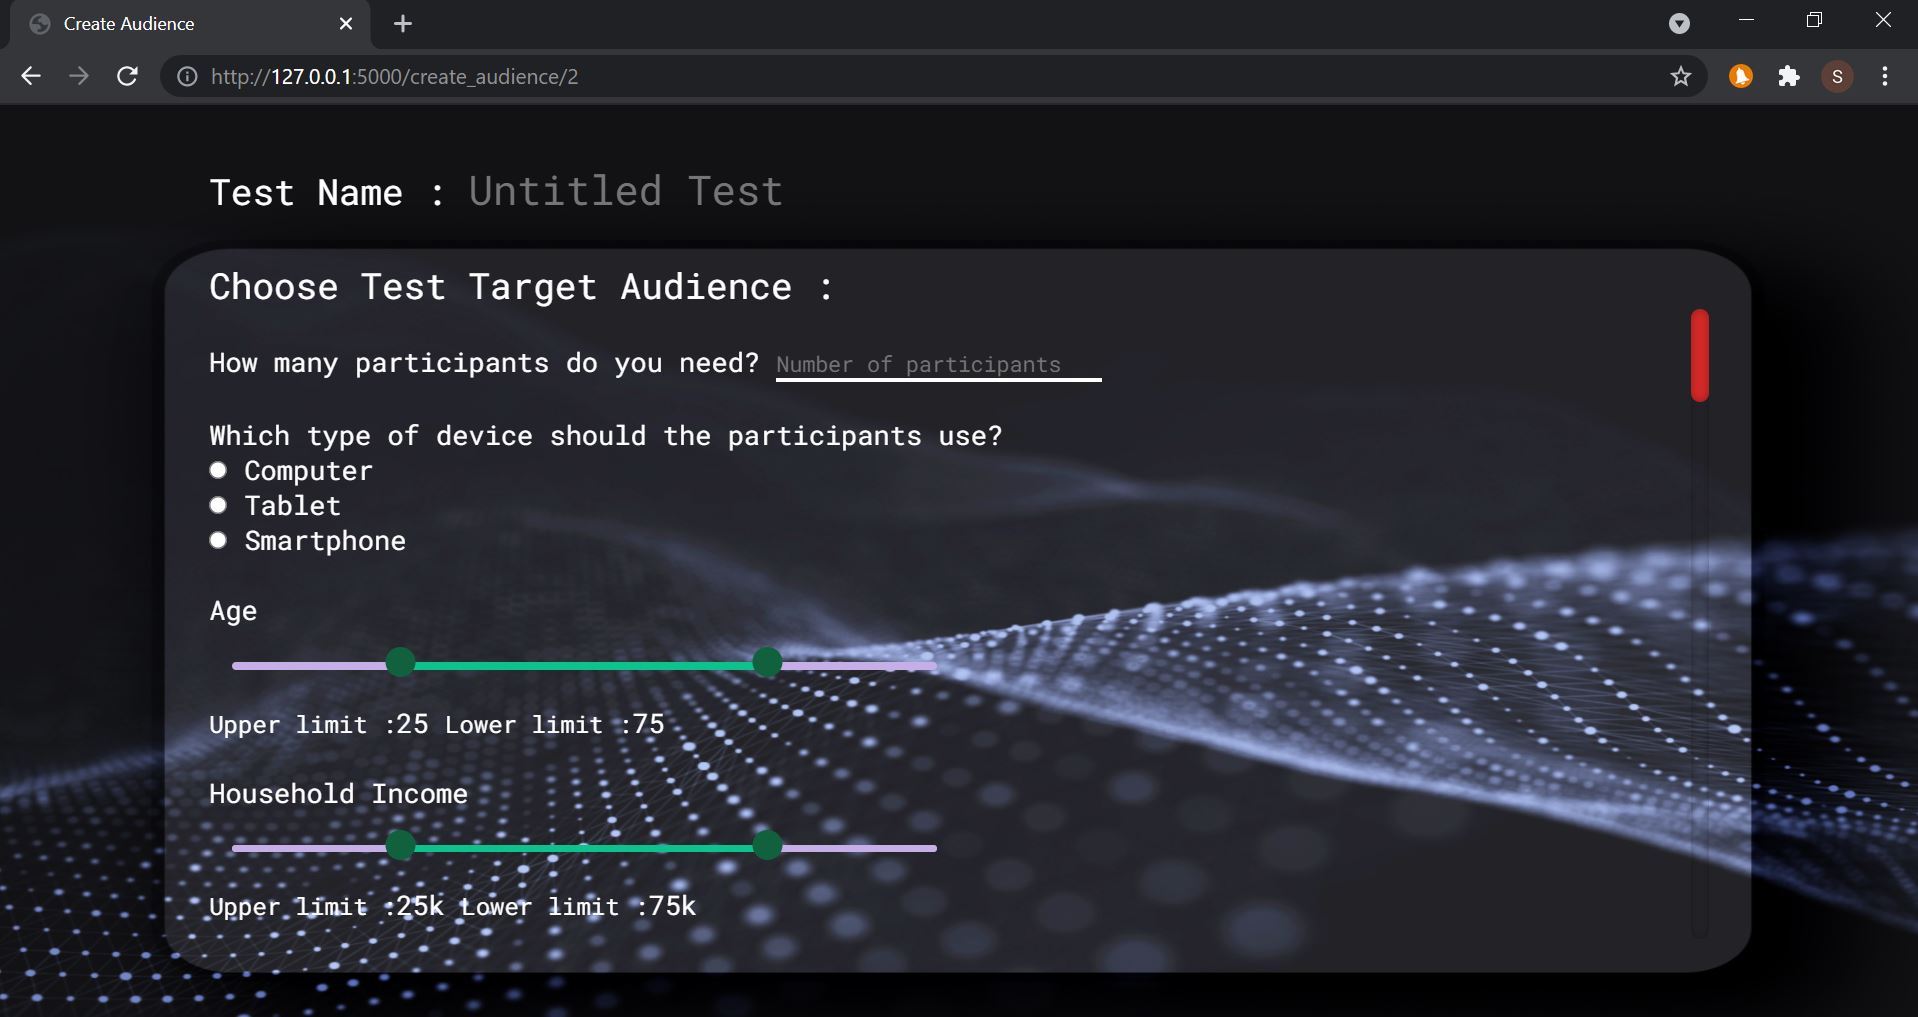 Create Audience
http://127.0.0.1:5000/create_audience/2
S
Test Name : Untitled Test
Choose Test Target Audience :
How many participants do you need? Number of participants
Which type of device should the participants use?
Computer
Tablet
Smartphone
Age
Upper limit :25 Lower limit :75
Household Income
Upper limit :25k Lower limit :75k